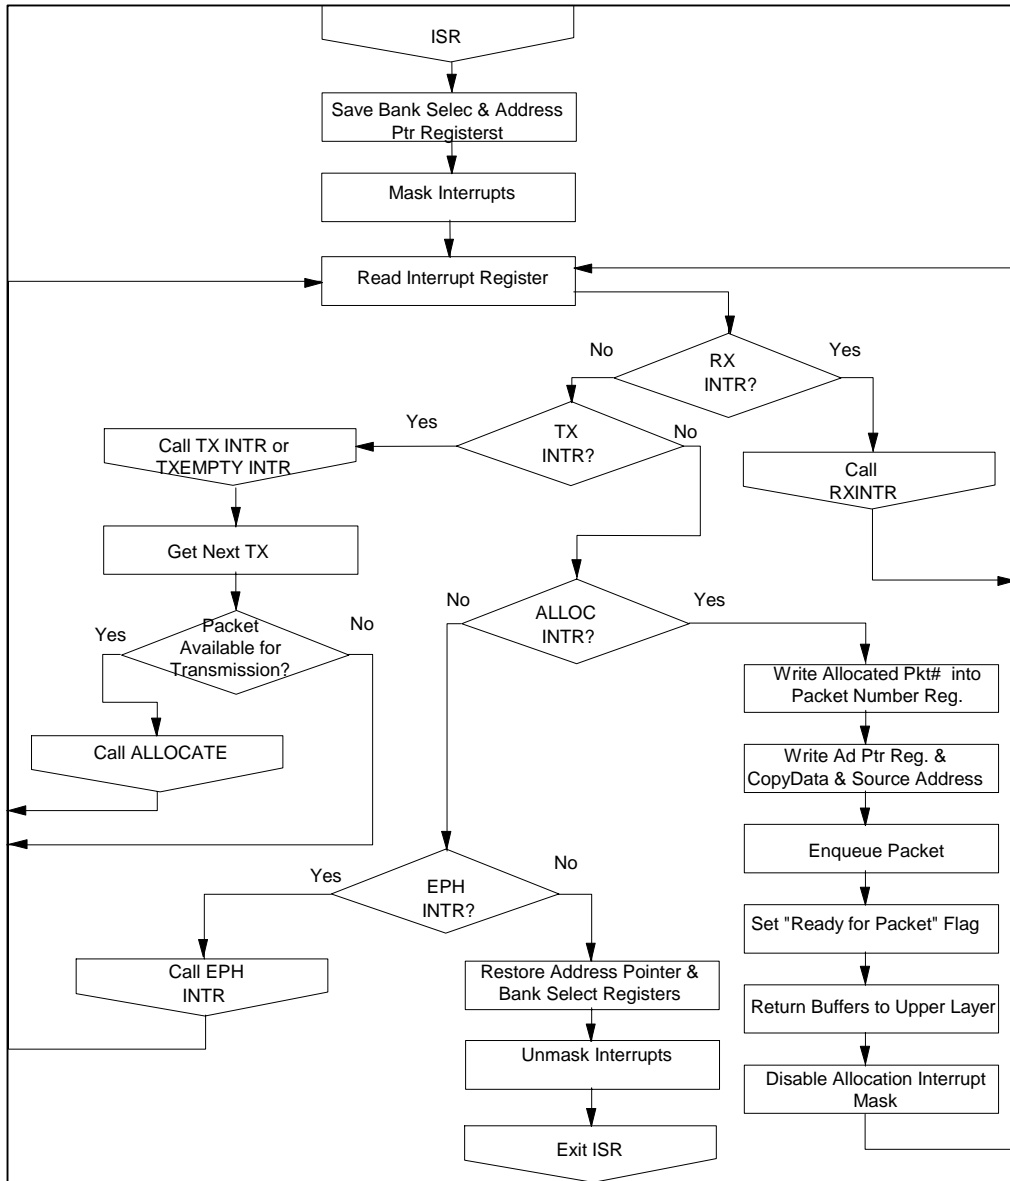 ISR
Save Bank Selec & Address
Ptr Registerst
Mask Interrupts
Read Interrupt Register
No
RX
INTR?
Yes
Yes
TX
INTR?
No
Call TX INTR or
TXEMPTY INTR
Call
RXINTR
Get Next TX
No
ALLOC
INTR?
Yes
Yes
Packet
Available for
Transmission?
No
Write Allocated Pkt# into
Packet Number Reg.
Call ALLOCATE
Write Ad Ptr Reg. &
CopyData & Source Address
Enqueue Packet
Yes
EPH
INTR?
No
Set "Ready for Packet" Flag
Call EPH
INTR
Restore Address Pointer &
Bank Select Registers
Return Buffers to Upper Layer
Unmask Interrupts
Disable Allocation Interrupt
Mask
Exit ISR